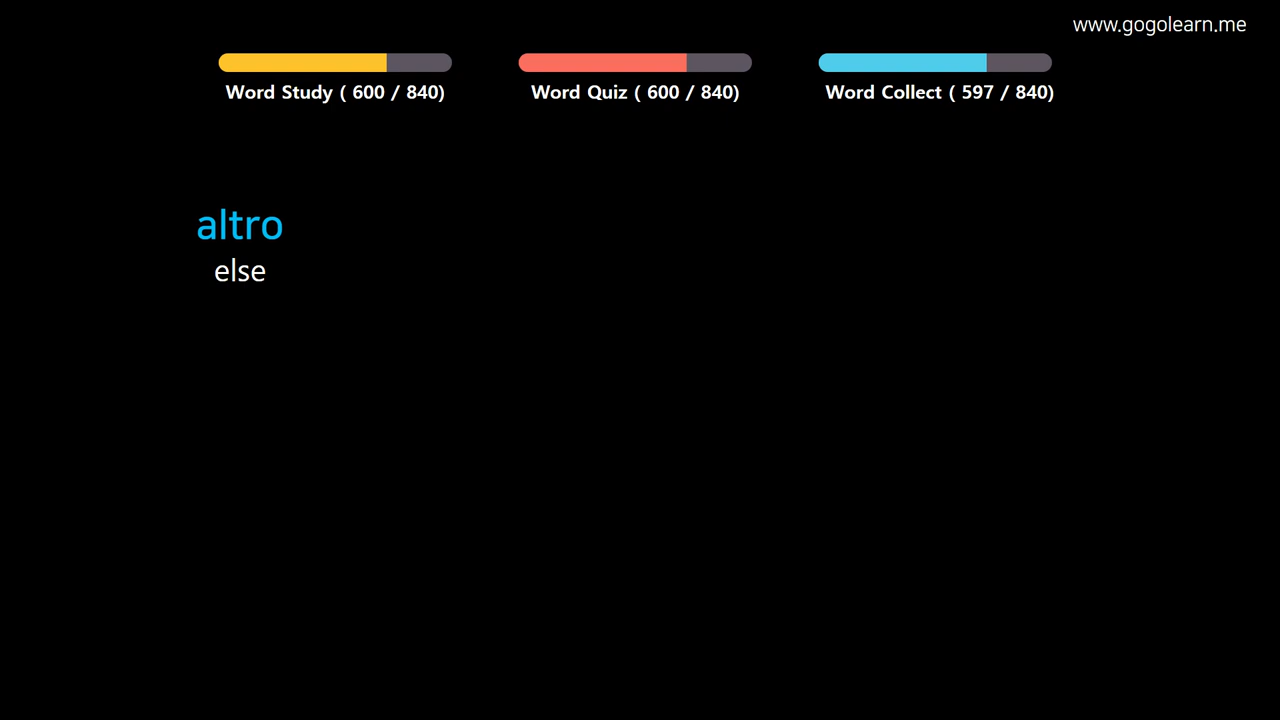 www.gogolearn.me
Word Study ( 600 / 840)
Word Quiz ( 600 / 840)
Word Collect ( 597 / 840)
altro
else